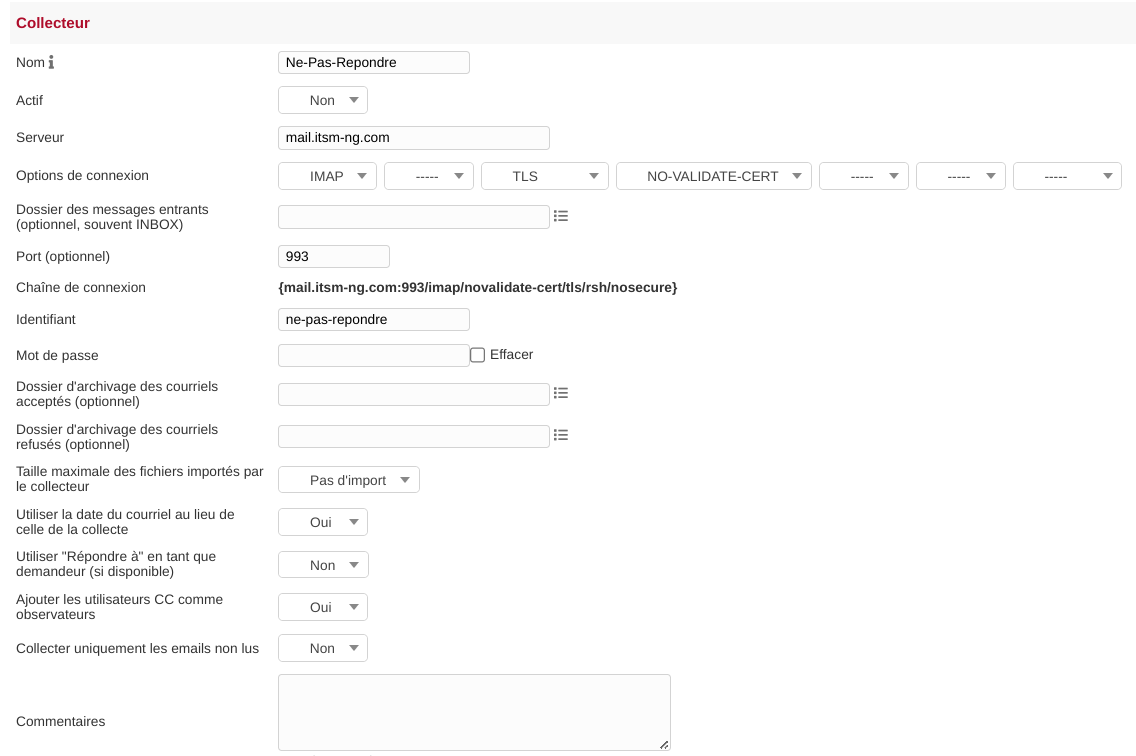 Collecteur
Nom
Ne-Pas-Repondre
Actif
Non
Serveur
mail.itsm-ng.com
Options de connexion
IMAP ----- TLS NO-VALIDATE-CERT ----- ----- -----
Dossier des messages entrants
(optionnel, souvent INBOX)
Port (optionnel)
993
Chaîne de connexion
{mail.itsm-ng.com:993/imap/novalidate-cert/tls/rsh/nosecure}
Identifiant
ne-pas-repondre
Mot de passe
Effacer
Dossier d'archivage des courriels
acceptés (optionnel)
Dossier d'archivage des courriels
refusés (optionnel)
Taille maximale des fichiers importés par
le collecteur
Pas d'import
Utiliser la date du courriel au lieu de
celle de la collecte
Oui
Utiliser "Répondre à" en tant que
demandeur (si disponible)
Non
Ajouter les utilisateurs CC comme
observateurs
Oui
Collecter uniquement les emails non lus
Non
Commentaires